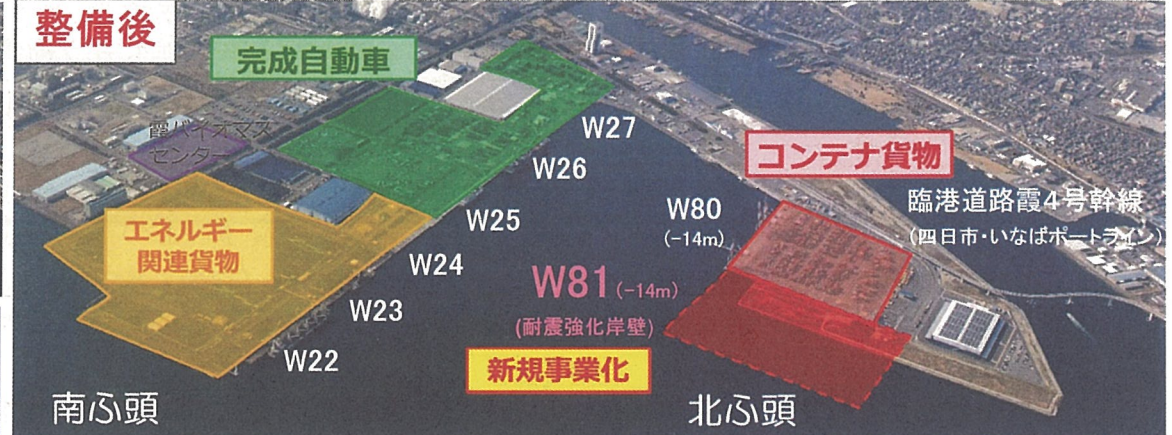 整備後
完成自動車
霞バイオマス
センター
エネルギー
関連貨物
W27
W26
W25
W24
W23
W22
コンテナ貨物
W80
(-14m)
臨港道路霞4号幹線
(四日市・いなばポートライン)
W81(-14m)
(耐震強化岸壁)
新規事業化
南ふ頭
北ふ頭